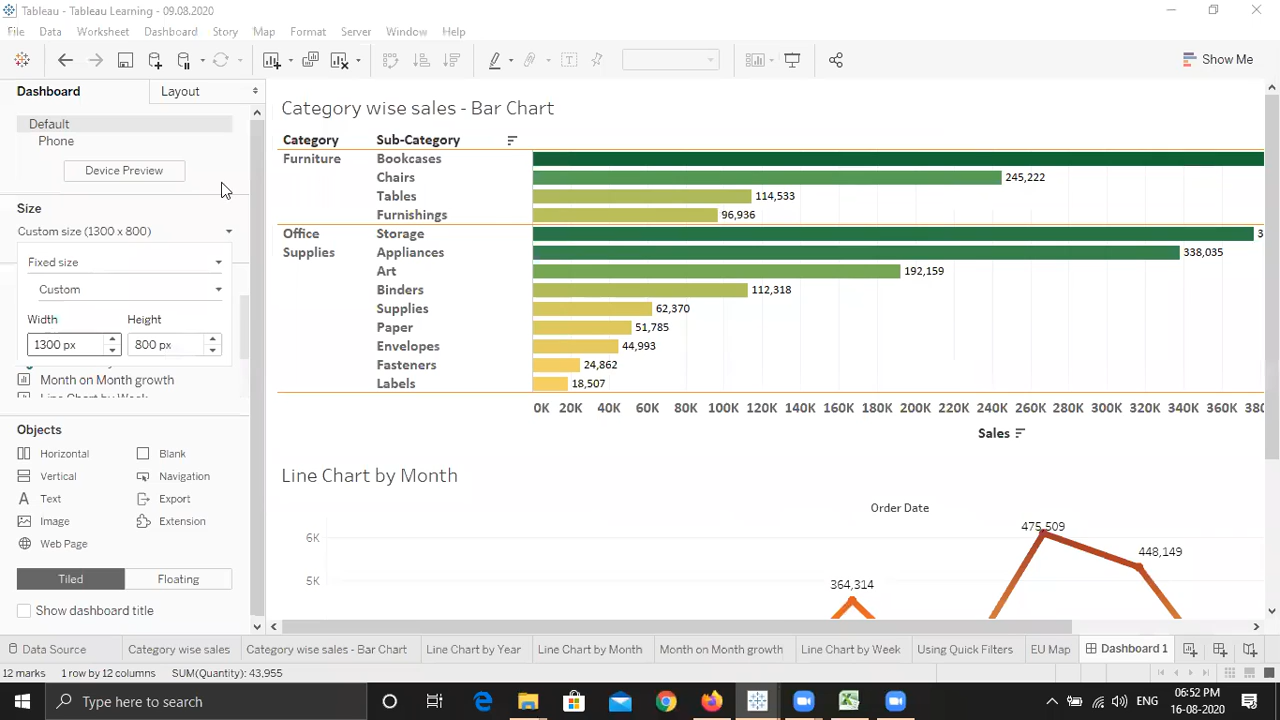 Tableau - Tableau Learning - 09.08.2020
File Data Worksheet Dashboard Story Map Format Server Window Help
Show Me
Dashboard Layout
Default
Phone
Device Preview
Size
Custom size (1300 x 800)
Fixed size
Custom
Width Height
1300 px 800 px
Month on Month growth
Line Chart by Week
Objects
Horizontal Blank
Vertical Navigation
Text Export
Image Extension
Web Page
Tiled Floating
Show dashboard title
Category wise sales - Bar Chart
Category Sub-Category
Furniture Bookcases
Chairs 245,222
Tables 114,533
Furnishings 96,936
Office Storage 3
Supplies Appliances 338,035
Art 192,159
Binders 112,318
Supplies 62,370
Paper 51,785
Envelopes 44,993
Fasteners 24,862
Labels 18,507
0K 20K 40K 60K 80K 100K 120K 140K 160K 180K 200K 220K 240K 260K 280K 300K 320K 340K 360K 380
Sales
Line Chart by Month
Order Date
6K 475,509
448,149
5K 364,314
Data Source Category wise sales Category wise sales - Bar Chart Line Chart by Year Line Chart by Month Month on Month growth Line Chart by Week Using Quick Filters EU Map Dashboard 1
12 marks 1 row by 12 columns SUM(Quantity): 43,955
Type here to search
ENG
06:52 PM
16-08-2020